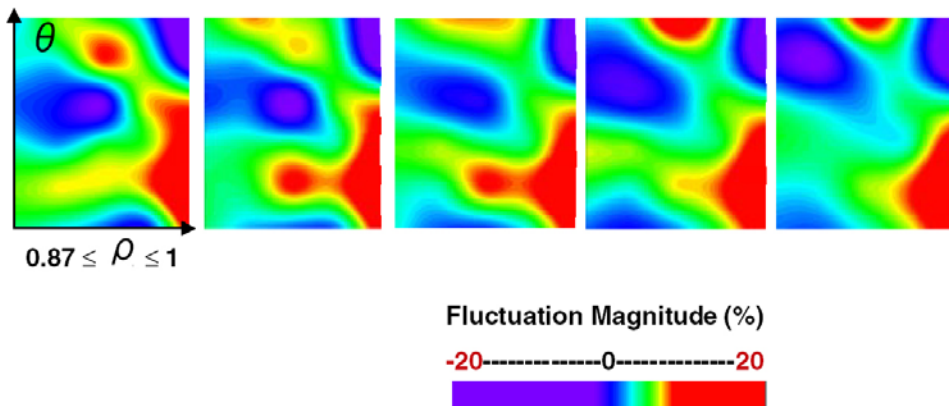 θ
0.87 ≤ ρ ≤ 1
Fluctuation Magnitude (%)
-20--------------0--------------20